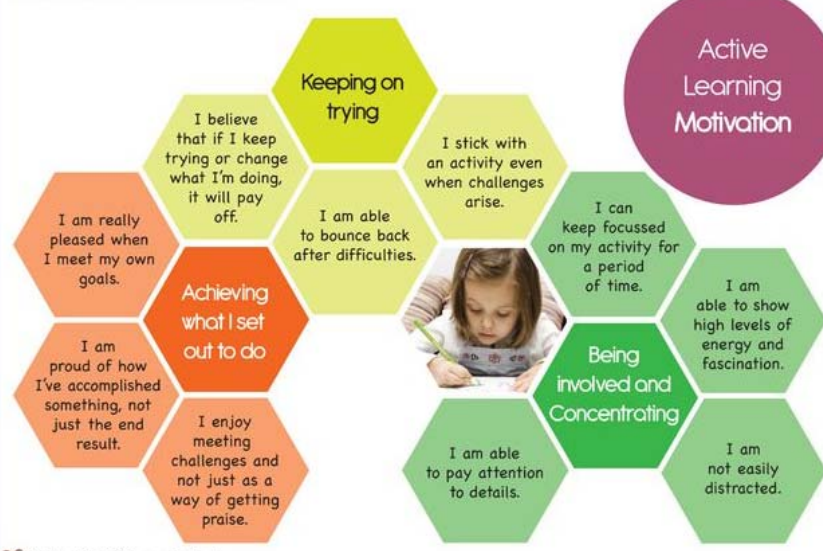 Active
Learning
Motivation
Keeping on
trying
I believe
that if I keep
trying or change
what I'm doing,
it will pay
off.
I am able
to bounce back
after difficulties.
I stick with
an activity even
when challenges
arise.
Achieving
what I set
out to do
I am really
pleased when
I meet my own
goals.
I am
proud of how
I've accomplished
something, not
just the end
result.
I enjoy
meeting
challenges and
not just as a
way of getting
praise.
Being
involved and
Concentrating
I can
keep focussed
on my activity for
a period
of time.
I am
able to show
high levels of
energy and
fascination.
I am able
to pay attention
to details.
I am
not easily
distracted.